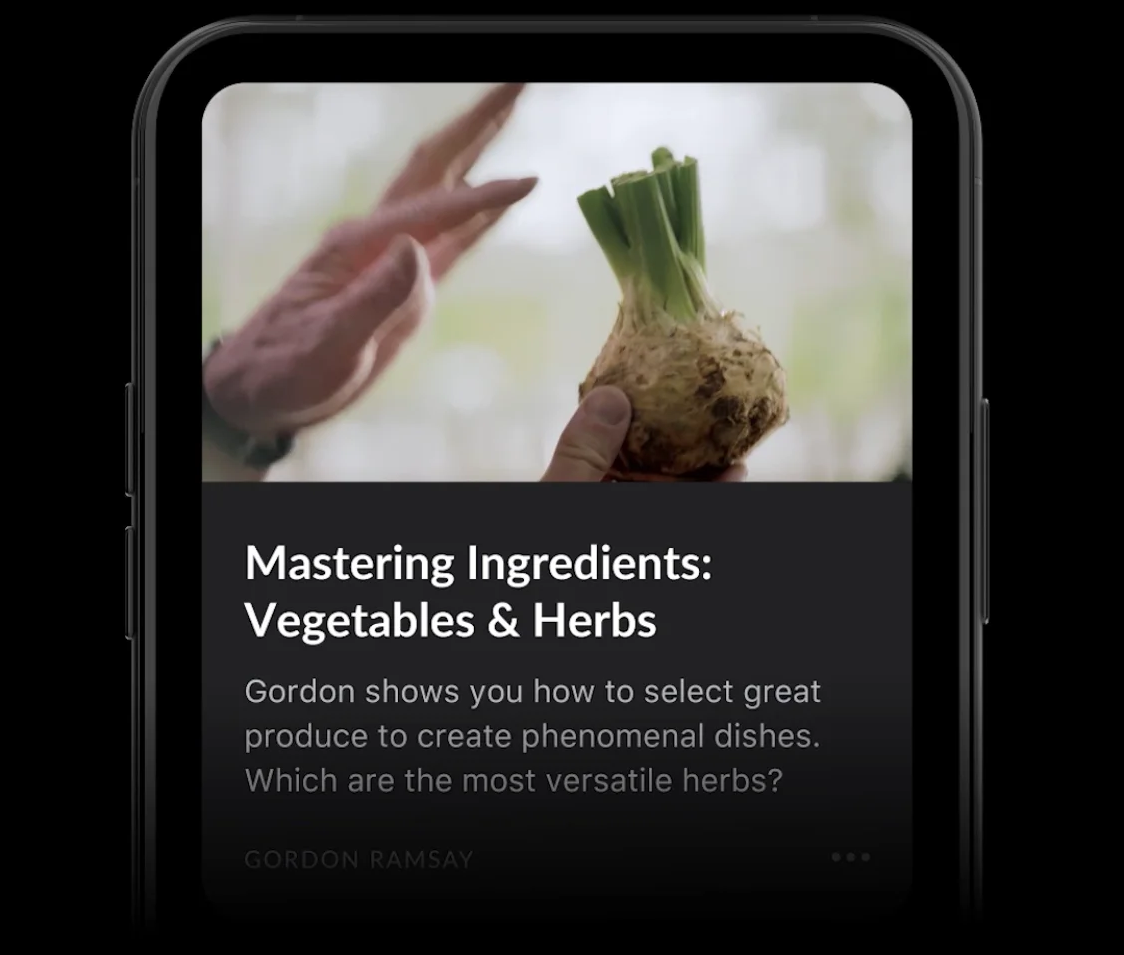 Mastering Ingredients:
Vegetables & Herbs
Gordon shows you how to select great
produce to create phenomenal dishes.
Which are the most versatile herbs?
GORDON RAMSAY